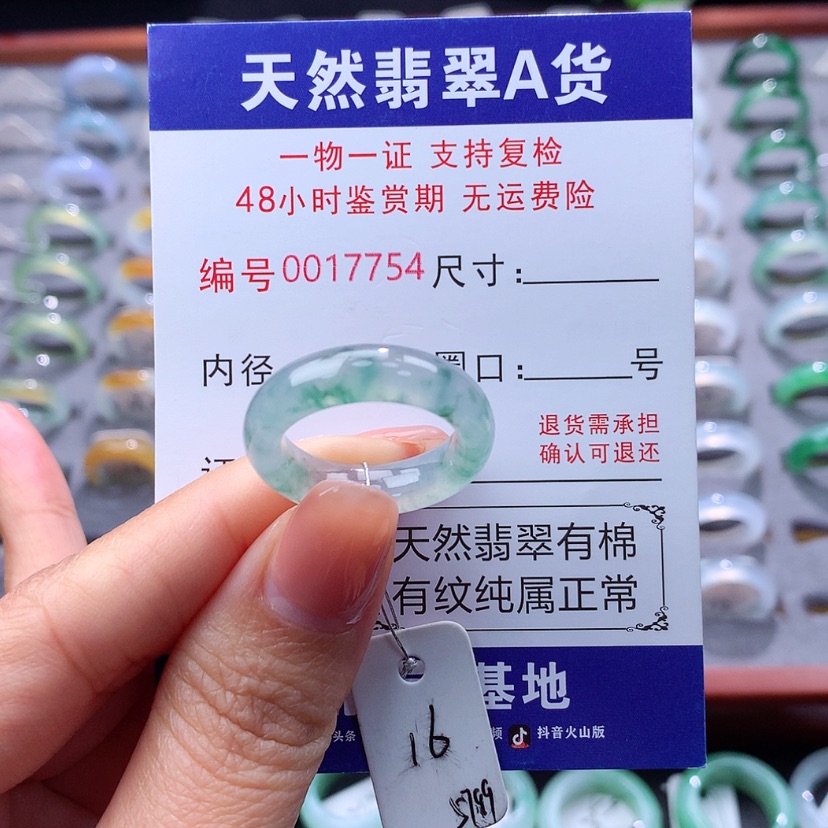 天然翡翠A货
一物一证 支持复检
48小时鉴赏期 无运费险
编号0017754 尺寸:
内径 圈口: 号
退货需承担
确认可退还
天然翡翠有棉
有纹纯属正常
基地
头条 频 抖音火山版
16